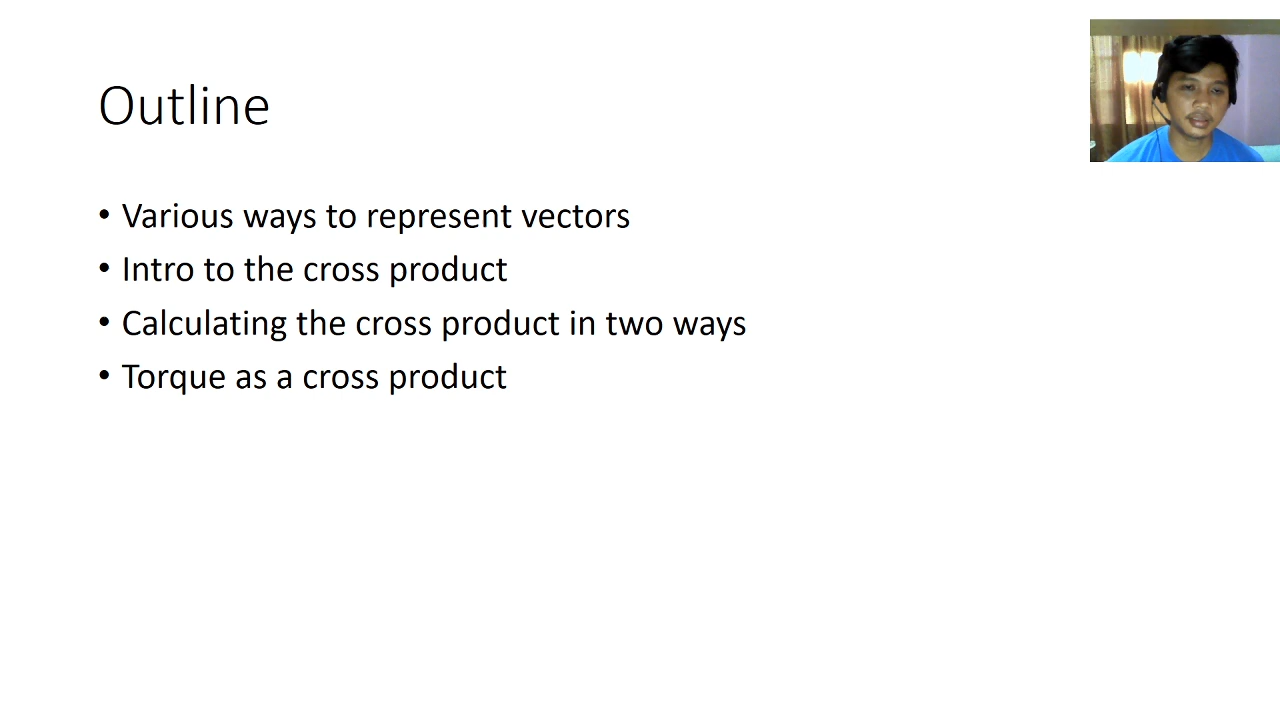 Outline
• Various ways to represent vectors
• Intro to the cross product
• Calculating the cross product in two ways
• Torque as a cross product